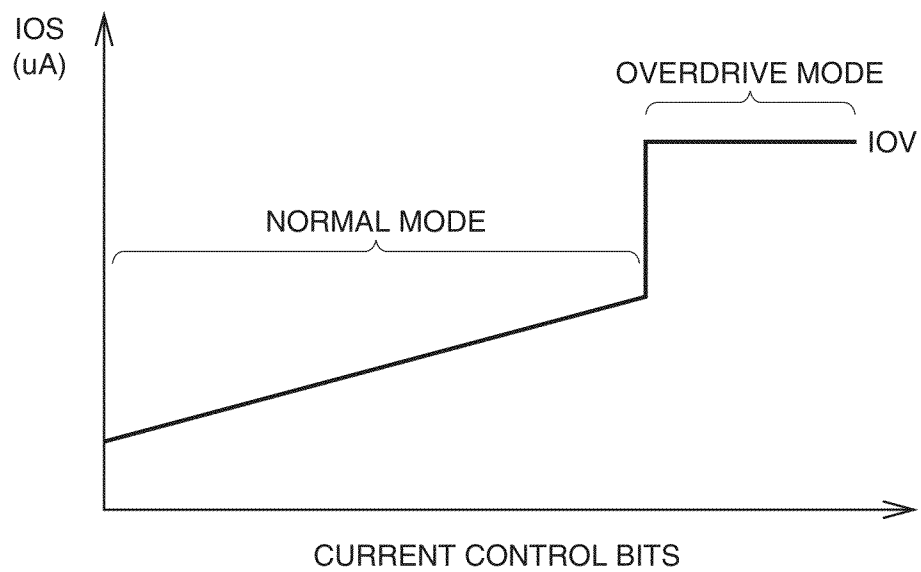 IOS
(uA)
OVERDRIVE MODE
IOV
NORMAL MODE
CURRENT CONTROL BITS